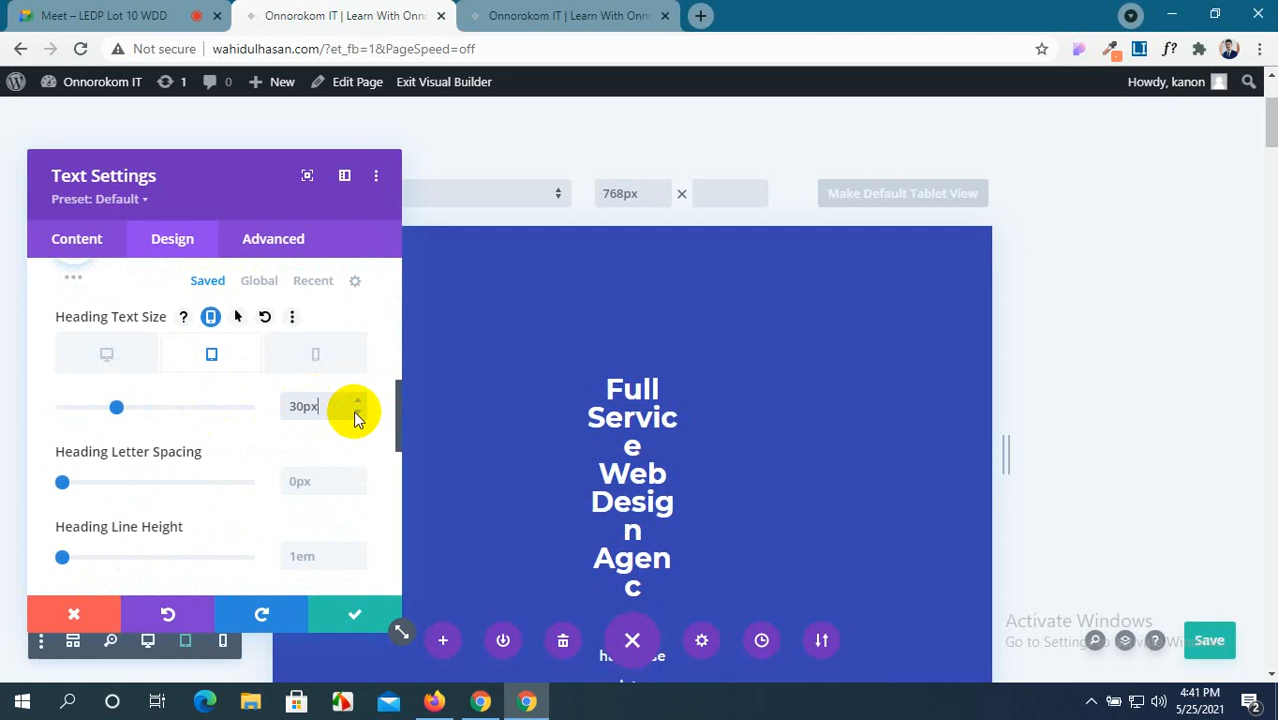 Meet – LEDP Lot 10 WDD
Onnorokom IT | Learn With Onno
Onnorokom IT | Learn With Onno
Not secure
wahidulhasan.com/?et_fb=1&PageSpeed=off
Onnorokom IT
1
0
New
Edit Page
Exit Visual Builder
Howdy, kanon
Text Settings
Preset: Default
768px
Make Default Tablet View
Content
Design
Advanced
Saved
Global
Recent
Heading Text Size
30px
Heading Letter Spacing
0px
Heading Line Height
1em
Full
Servic
e
Web
Desig
n
Agen
c
Activate Windows
Go to Settings
Save
4:41 PM
5/25/2021
2